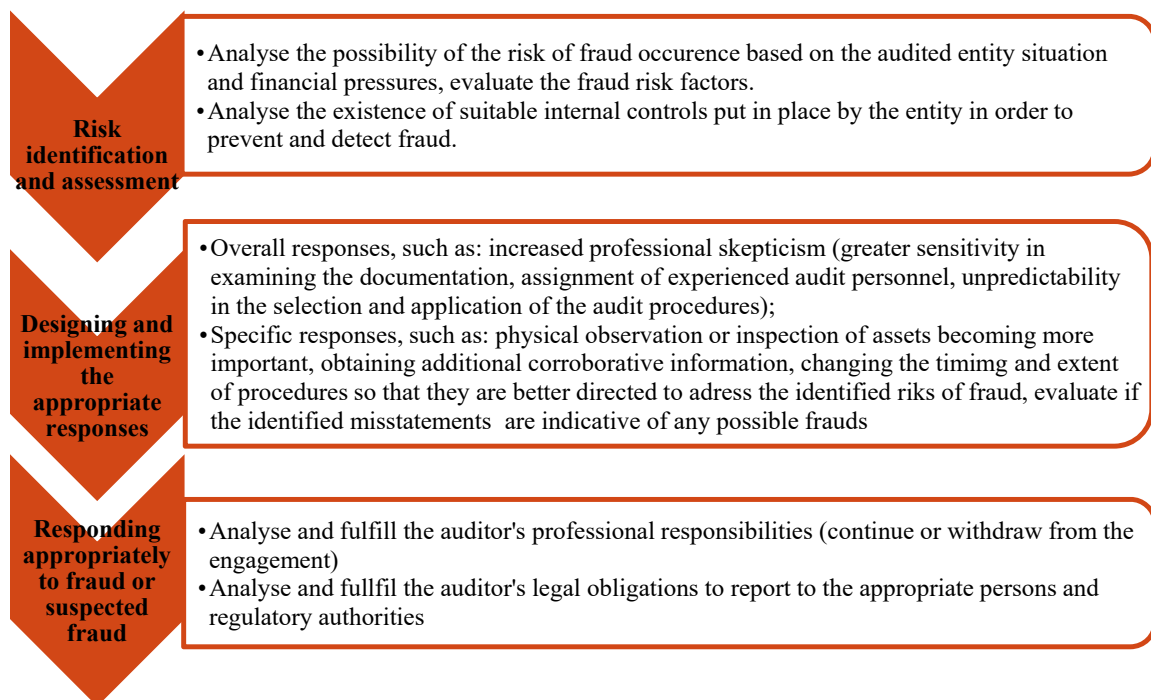 Risk
identification
and assessment
•Analyse the possibility of the risk of fraud occurence based on the audited entity situation
and financial pressures, evaluate the fraud risk factors.
•Analyse the existence of suitable internal controls put in place by the entity in order to
prevent and detect fraud.
Designing and
implementing
the
appropriate
responses
•Overall responses, such as: increased professional skepticism (greater sensitivity in
examining the documentation, assignment of experienced audit personnel, unpredictability
in the selection and application of the audit procedures);
•Specific responses, such as: physical observation or inspection of assets becoming more
important, obtaining additional corroborative information, changing the timimg and extent
of procedures so that they are better directed to adress the identified riks of fraud, evaluate if
the identified misstatements are indicative of any possible frauds
Responding
appropriately
to fraud or
suspected
fraud
•Analyse and fulfill the auditor's professional responsibilities (continue or withdraw from the
engagement)
•Analyse and fullfil the auditor's legal obligations to report to the appropriate persons and
regulatory authorities